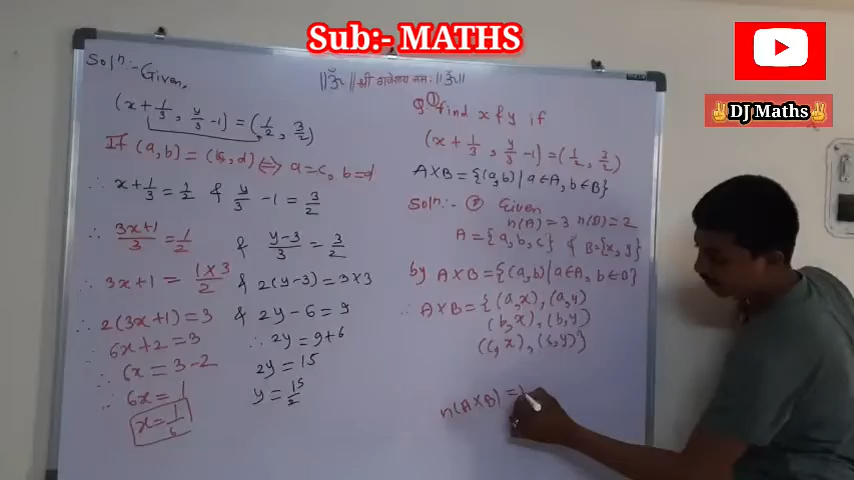 Sub:- MATHS
DJ Maths
||ॐ|| श्री गणेशाय नमः ||ॐ||
Solⁿ:- Given,
(x+1/3, y/3-1) = (1/2, 3/2)
If (a,b) = (c,d) ⇔ a=c, b=d
∴ x+1/3 = 1/2 & y/3 -1 = 3/2
∴ 3x+1/3 = 1/2 & y-3/3 = 3/2
∴ 3x+1 = 1×3/2 & 2(y-3) = 3×3
∴ 2(3x+1) = 3 & 2y-6 = 9
∴ 6x+2 = 3 ∴ 2y = 9+6
∴ 6x = 3-2 2y = 15
∴ 6x = 1 y = 15/2
x = 1/6
Q ① find x & y if
(x+1/3, y/3-1) = (1/2, 3/2)
A×B = {(a,b) | a∈A, b∈B}
Solⁿ:- ② Given
n(A) = 3 n(B) = 2
A = {a, b, c} & B = {x, y}
by A×B = {(a,b) | a∈A, b∈B}
∴ A×B = {(a,x), (a,y)
(b,x), (b,y)
(c,x), (c,y)}
n(A×B) =